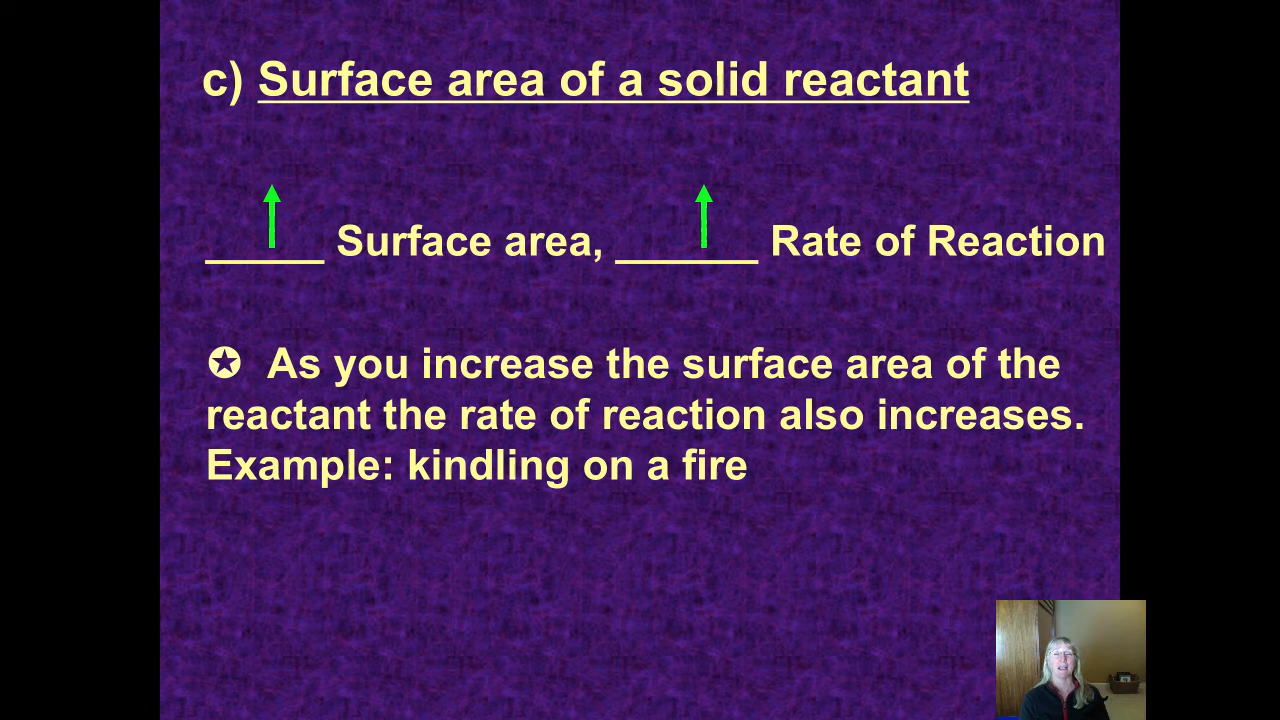 c) Surface area of a solid reactant
_____ Surface area, ______ Rate of Reaction
✪ As you increase the surface area of the
reactant the rate of reaction also increases.
Example: kindling on a fire